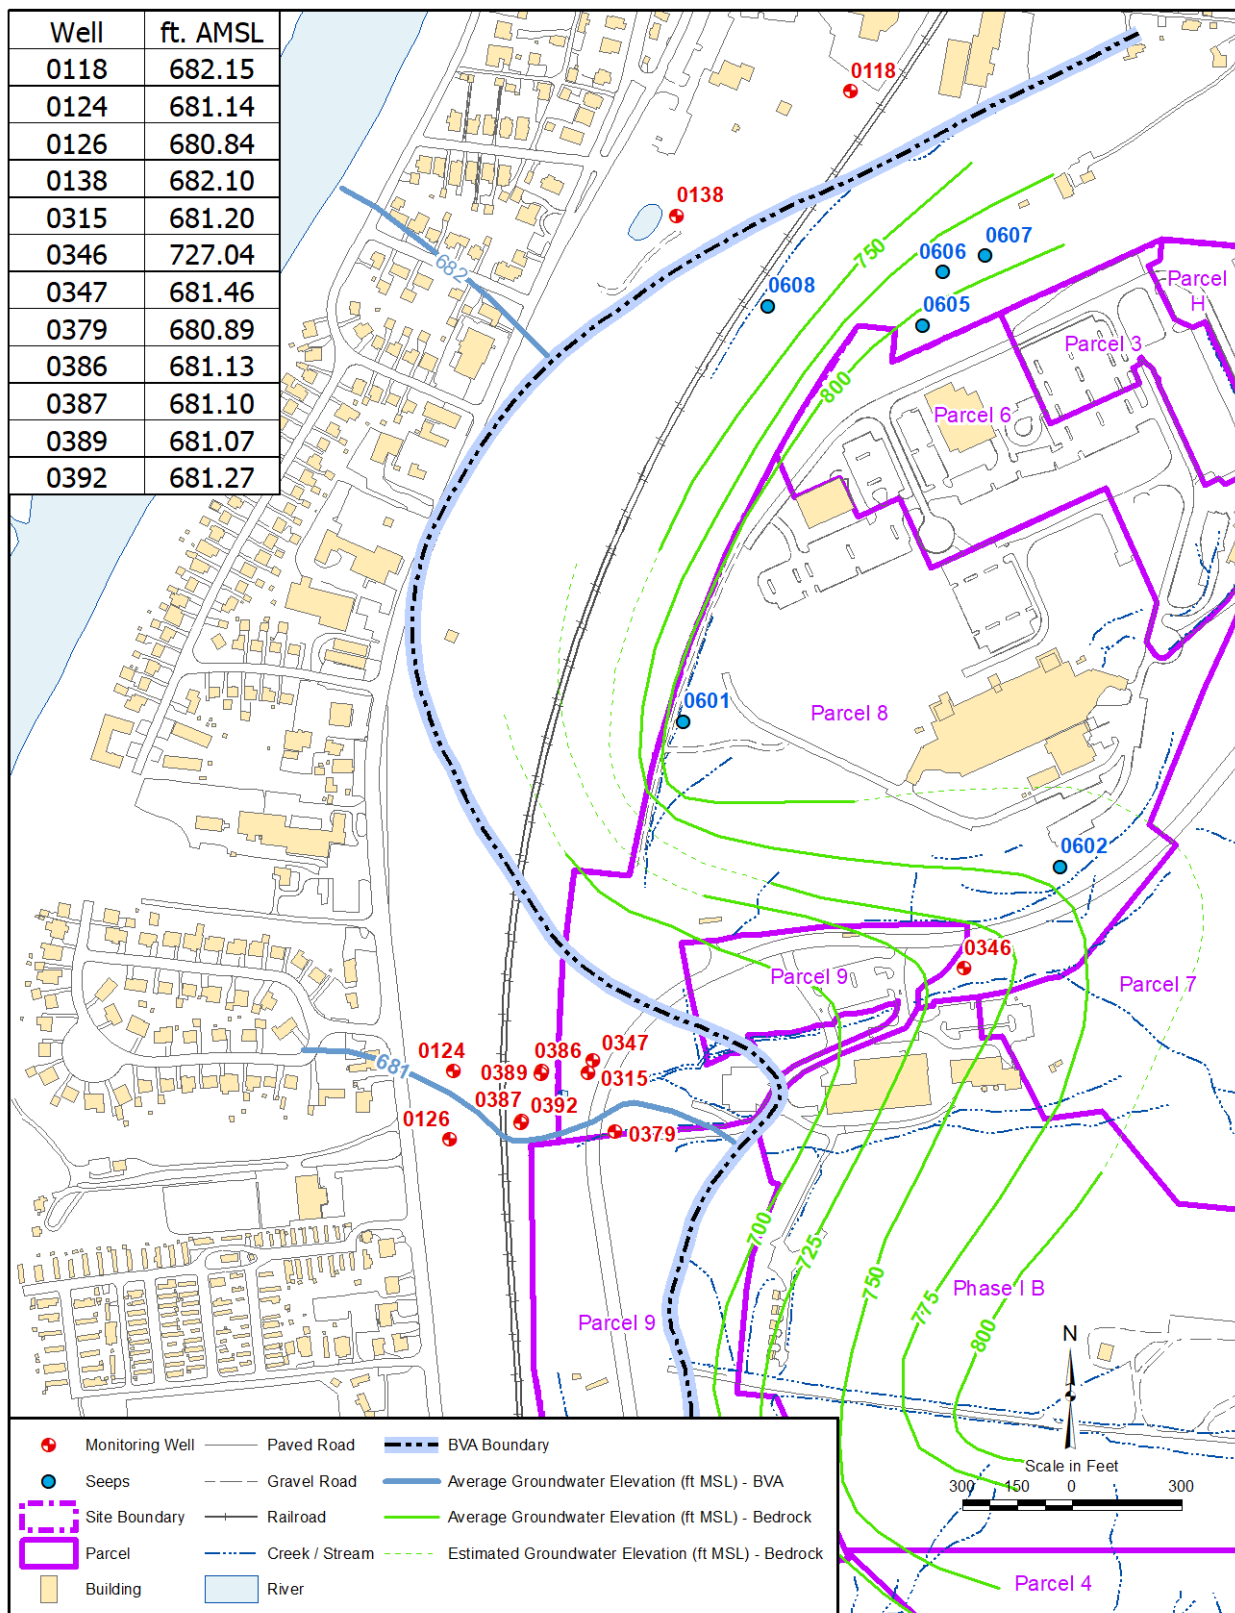 Well ft. AMSL
0118 682.15
0124 681.14
0126 680.84
0138 682.10
0315 681.20
0346 727.04
0347 681.46
0379 680.89
0386 681.13
0387 681.10
0389 681.07
0392 681.27
0118
0138
682
750
0606
0607
0608
0605
Parcel
H
Parcel 3
800
Parcel 6
0601
Parcel 8
0602
0346
Parcel 9
Parcel 7
0124
0386
0347
681
0389
0315
0387
0392
0126
0379
700
725
750
775
800
Phase I B
Parcel 9
N
Scale in Feet
300 150 0 300
Parcel 4
Monitoring Well
Paved Road
BVA Boundary
Seeps
Gravel Road
Average Groundwater Elevation (ft MSL) - BVA
Site Boundary
Railroad
Average Groundwater Elevation (ft MSL) - Bedrock
Parcel
Creek / Stream
Estimated Groundwater Elevation (ft MSL) - Bedrock
Building
River